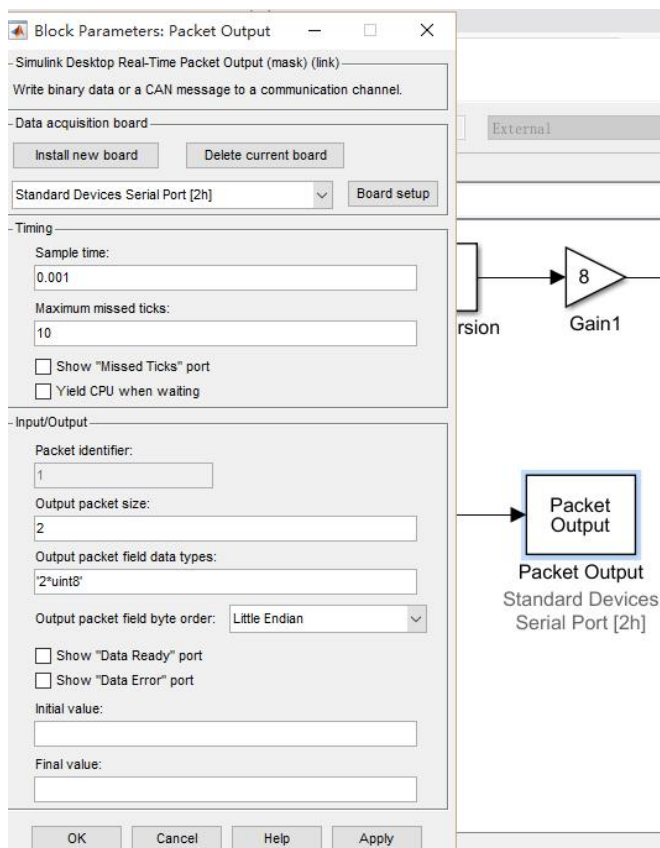 Block Parameters: Packet Output
Simulink Desktop Real-Time Packet Output (mask) (link)
Write binary data or a CAN message to a communication channel.
Data acquisition board
Install new board
Delete current board
Standard Devices Serial Port [2h]
Board setup
Timing
Sample time:
0.001
Maximum missed ticks:
10
Show "Missed Ticks" port
Yield CPU when waiting
Input/Output
Packet identifier:
1
Output packet size:
2
Output packet field data types:
'2*uint8'
Output packet field byte order:
Little Endian
Show "Data Ready" port
Show "Data Error" port
Initial value:
Final value:
OK
Cancel
Help
Apply
External
8
rsion
Gain1
Packet
Output
Packet Output
Standard Devices
Serial Port [2h]